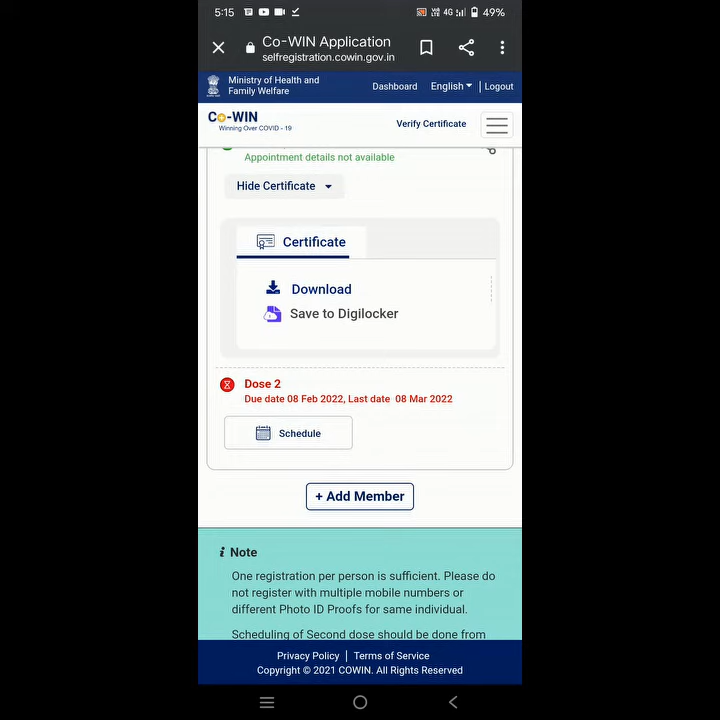 5:15
4G 49%
Co-WIN Application
selfregistration.cowin.gov.in
Ministry of Health and
Family Welfare
Dashboard English Logout
Co-WIN
Winning Over COVID - 19
Verify Certificate
Appointment details not available
Hide Certificate
Certificate
Download
Save to Digilocker
Dose 2
Due date 08 Feb 2022, Last date 08 Mar 2022
Schedule
+ Add Member
i Note
One registration per person is sufficient. Please do
not register with multiple mobile numbers or
different Photo ID Proofs for same individual.
Scheduling of Second dose should be done from
Privacy Policy | Terms of Service
Copyright © 2021 COWIN. All Rights Reserved